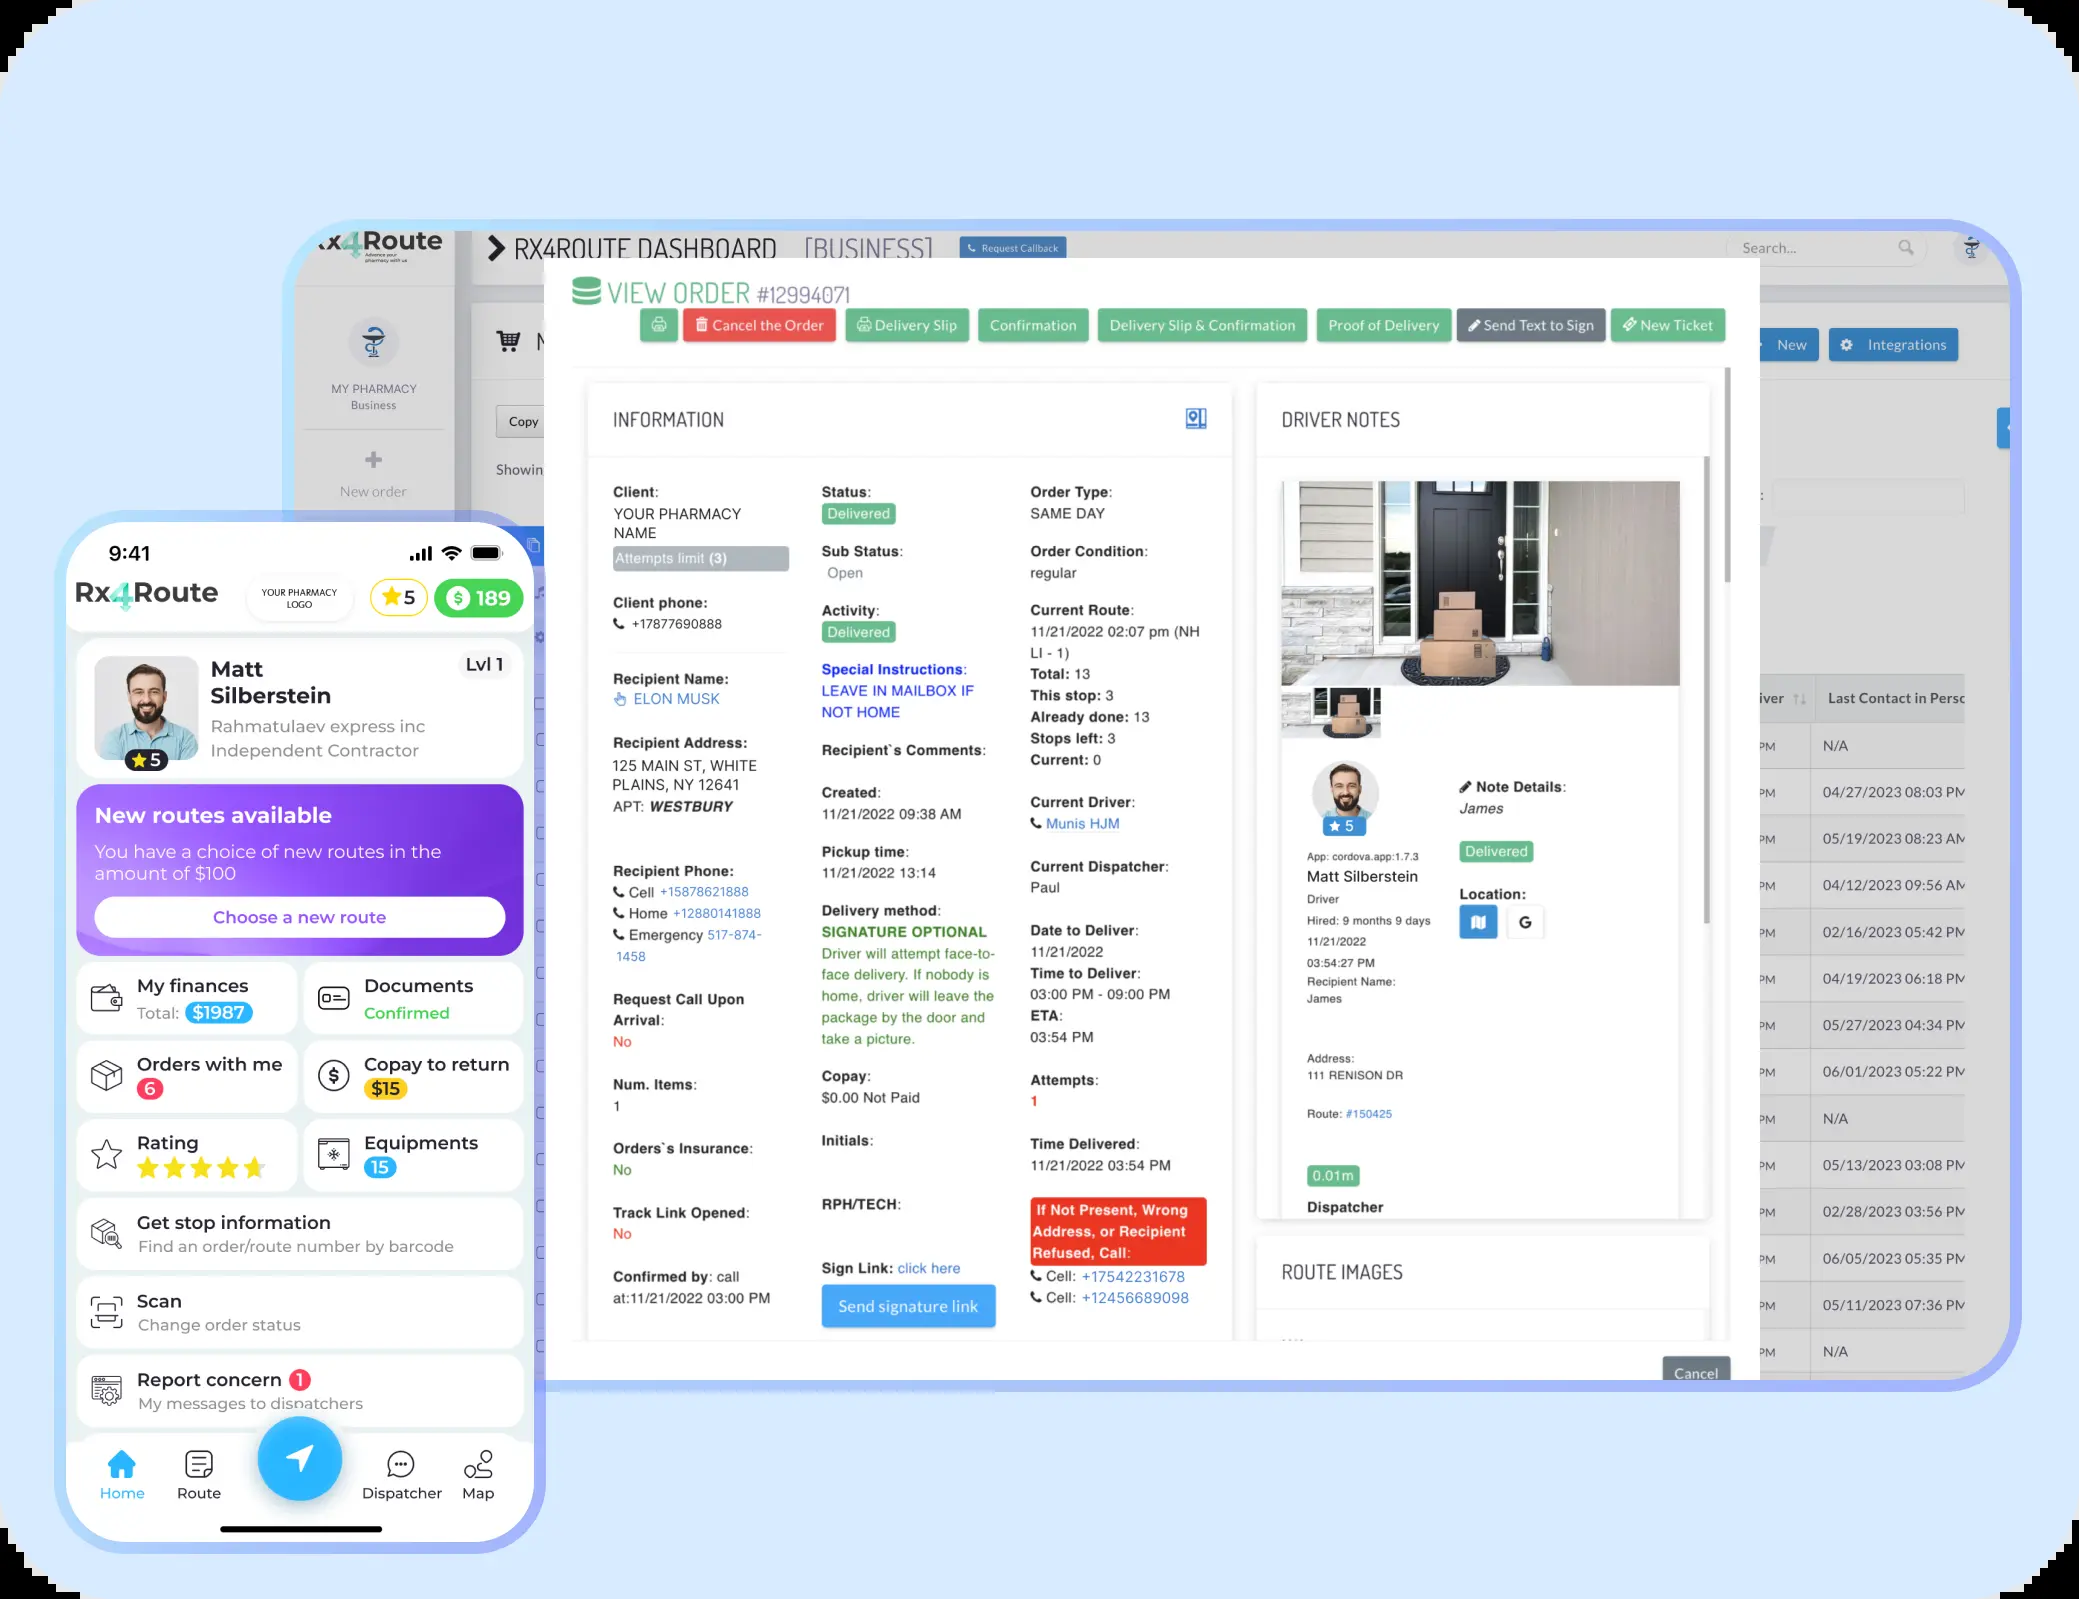 Rx4Route
Advance your
pharmacy with us
RX4ROUTE DASHBOARD [BUSINESS]
Request Callback
Search...
MY PHARMACY
Business
New order
Copy
Showin
New
Integrations
VIEW ORDER #12994071
Cancel the Order
Delivery Slip
Confirmation
Delivery Slip & Confirmation
Proof of Delivery
Send Text to Sign
New Ticket
INFORMATION
Client:
YOUR PHARMACY
NAME
Attempts limit (3)
Client phone:
+17877690888
Recipient Name:
ELON MUSK
Recipient Address:
125 MAIN ST, WHITE
PLAINS, NY 12641
APT: WESTBURY
Recipient Phone:
Cell +15878621888
Home +12880141888
Emergency 517-874-
1458
Request Call Upon
Arrival:
No
Num. Items:
1
Orders`s Insurance:
No
Track Link Opened:
No
Confirmed by: call
at:11/21/2022 03:00 PM
Status:
Delivered
Sub Status:
Open
Activity:
Delivered
Special Instructions:
LEAVE IN MAILBOX IF
NOT HOME
Recipient`s Comments:
Created:
11/21/2022 09:38 AM
Pickup time:
11/21/2022 13:14
Delivery method:
SIGNATURE OPTIONAL
Driver will attempt face-to-
face delivery. If nobody is
home, driver will leave the
package by the door and
take a picture.
Copay:
$0.00 Not Paid
Initials:
RPH/TECH:
Sign Link: click here
Send signature link
Order Type:
SAME DAY
Order Condition:
regular
Current Route:
11/21/2022 02:07 pm (NH
LI - 1)
Total: 13
This stop: 3
Already done: 13
Stops left: 3
Current: 0
Current Driver:
Munis HJM
Current Dispatcher:
Paul
Date to Deliver:
11/21/2022
Time to Deliver:
03:00 PM - 09:00 PM
ETA:
03:54 PM
Attempts:
1
Time Delivered:
11/21/2022 03:54 PM
If Not Present, Wrong
Address, or Recipient
Refused, Call:
Cell: +17542231678
Cell: +12456689098
DRIVER NOTES
5
App: cordova.app:1.7.3
Matt Silberstein
Driver
Hired: 9 months 9 days
11/21/2022
03:54:27 PM
Recipient Name:
James
Address:
111 RENISON DR
Route: #150425
0.01m
Dispatcher
Note Details:
James
Delivered
Location:
G
ROUTE IMAGES
Cancel
iver
Last Contact in Perso
PM N/A
PM 04/27/2023 08:03 PM
PM 05/19/2023 08:23 AM
PM 04/12/2023 09:56 AM
PM 02/16/2023 05:42 PM
PM 04/19/2023 06:18 PM
PM 05/27/2023 04:34 PM
PM 06/01/2023 05:22 PM
PM N/A
PM 05/13/2023 03:08 PM
PM 02/28/2023 03:56 PM
PM 06/05/2023 05:35 PM
PM 05/11/2023 07:36 PM
PM N/A
9:41
Rx4Route
YOUR PHARMACY
LOGO
5
$ 189
Matt
Silberstein
Lvl 1
Rahmatulaev express inc
Independent Contractor
5
New routes available
You have a choice of new routes in the
amount of $100
Choose a new route
My finances
Total: $1987
Documents
Confirmed
Orders with me
6
Copay to return
$15
Rating
Equipments
15
Get stop information
Find an order/route number by barcode
Scan
Change order status
Report concern 1
My messages to dispatchers
Home
Route
Dispatcher
Map